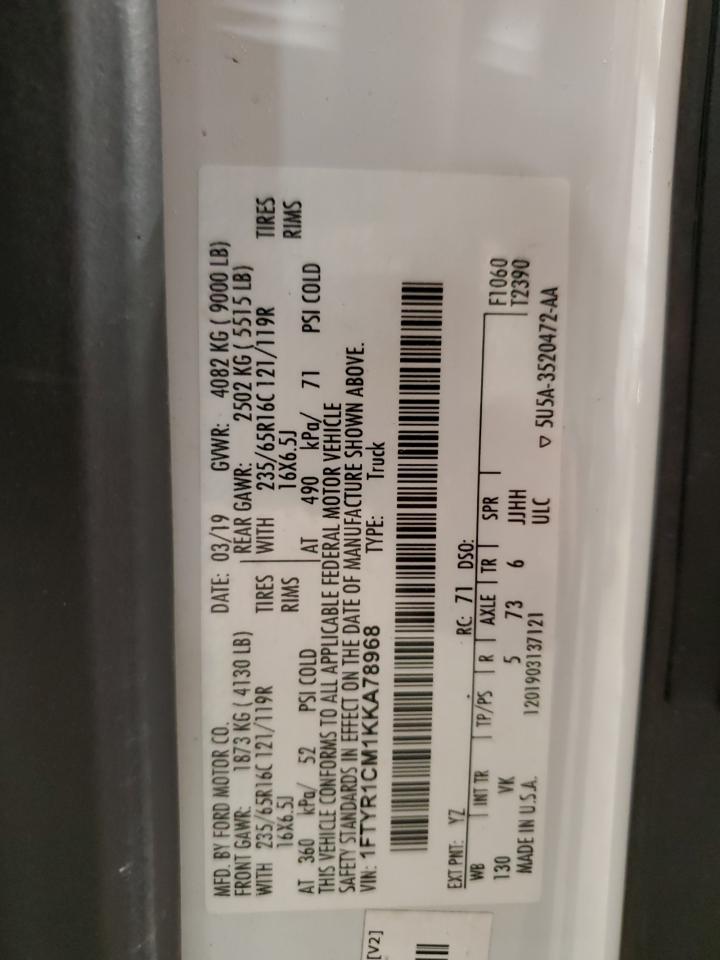 MFD. BY FORD MOTOR CO.
DATE: 03/19 GVWR: 4082 KG ( 9000 LB)
FRONT GAWR: 1873 KG ( 4130 LB)
REAR GAWR: 2502 KG ( 5515 LB)
WITH 235/65R16C 121/119R TIRES
WITH 235/65R16C 121/119R TIRES
16X6.5J RIMS
16X6.5J RIMS
AT 360 kPa/ 52 PSI COLD
AT 490 kPa/ 71 PSI COLD
THIS VEHICLE CONFORMS TO ALL APPLICABLE FEDERAL MOTOR VEHICLE
SAFETY STANDARDS IN EFFECT ON THE DATE OF MANUFACTURE SHOWN ABOVE.
VIN: 1FTYR1CM1KKA78968 TYPE: Truck
EXT PNT: YZ RC: 71 DSO:
WB INT TR TP/PS R AXLE TR SPR F1060
130 VK 5 73 6 JJHH T2390
MADE IN U.S.A. 1201903137121 ULC
▽ 5U5A-3520472-AA
[V2]